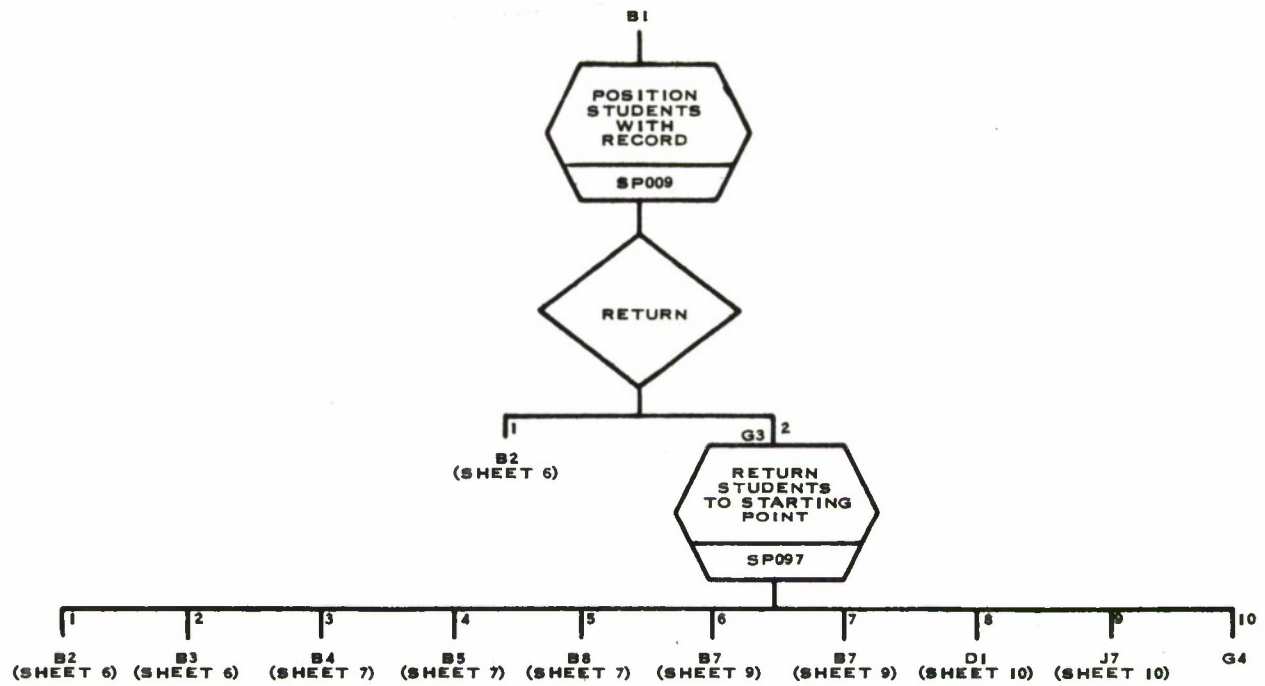 B1
POSITION
STUDENTS
WITH
RECORD
SP009
RETURN
1
2
G3
B2
(SHEET 6)
RETURN
STUDENTS
TO STARTING
POINT
SP097
1 2 3 4 5 6 7 8 9 10
B2 B3 B4 B5 B8 B7 B7 D1 J7 G4
(SHEET 6) (SHEET 6) (SHEET 7) (SHEET 7) (SHEET 7) (SHEET 9) (SHEET 9) (SHEET 10) (SHEET 10)